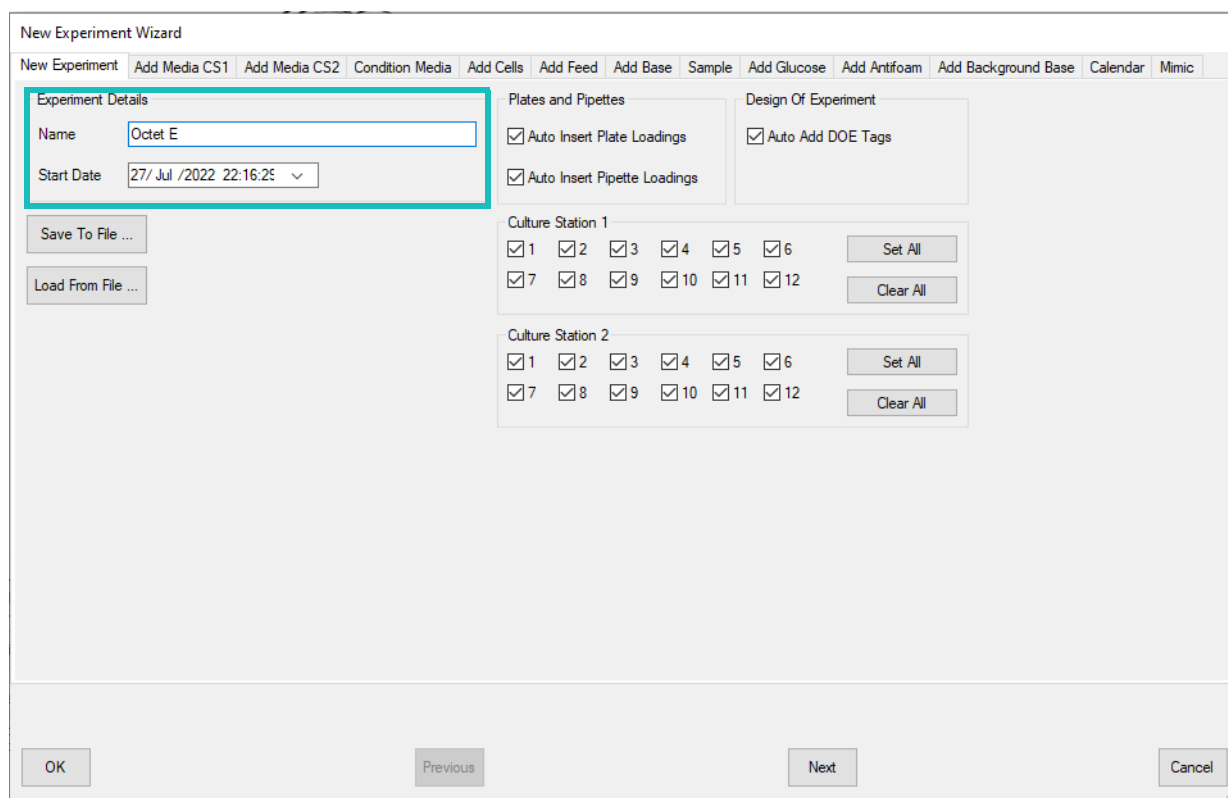 New Experiment Wizard
New Experiment Add Media CS1 Add Media CS2 Condition Media Add Cells Add Feed Add Base Sample Add Glucose Add Antifoam Add Background Base Calendar Mimic
Experiment Details
Name Octet E
Start Date 27/ Jul /2022 22:16:29
Save To File ...
Load From File ...
Plates and Pipettes
Auto Insert Plate Loadings
Auto Insert Pipette Loadings
Design Of Experiment
Auto Add DOE Tags
Culture Station 1
1 2 3 4 5 6 Set All
7 8 9 10 11 12 Clear All
Culture Station 2
1 2 3 4 5 6 Set All
7 8 9 10 11 12 Clear All
OK Previous Next Cancel